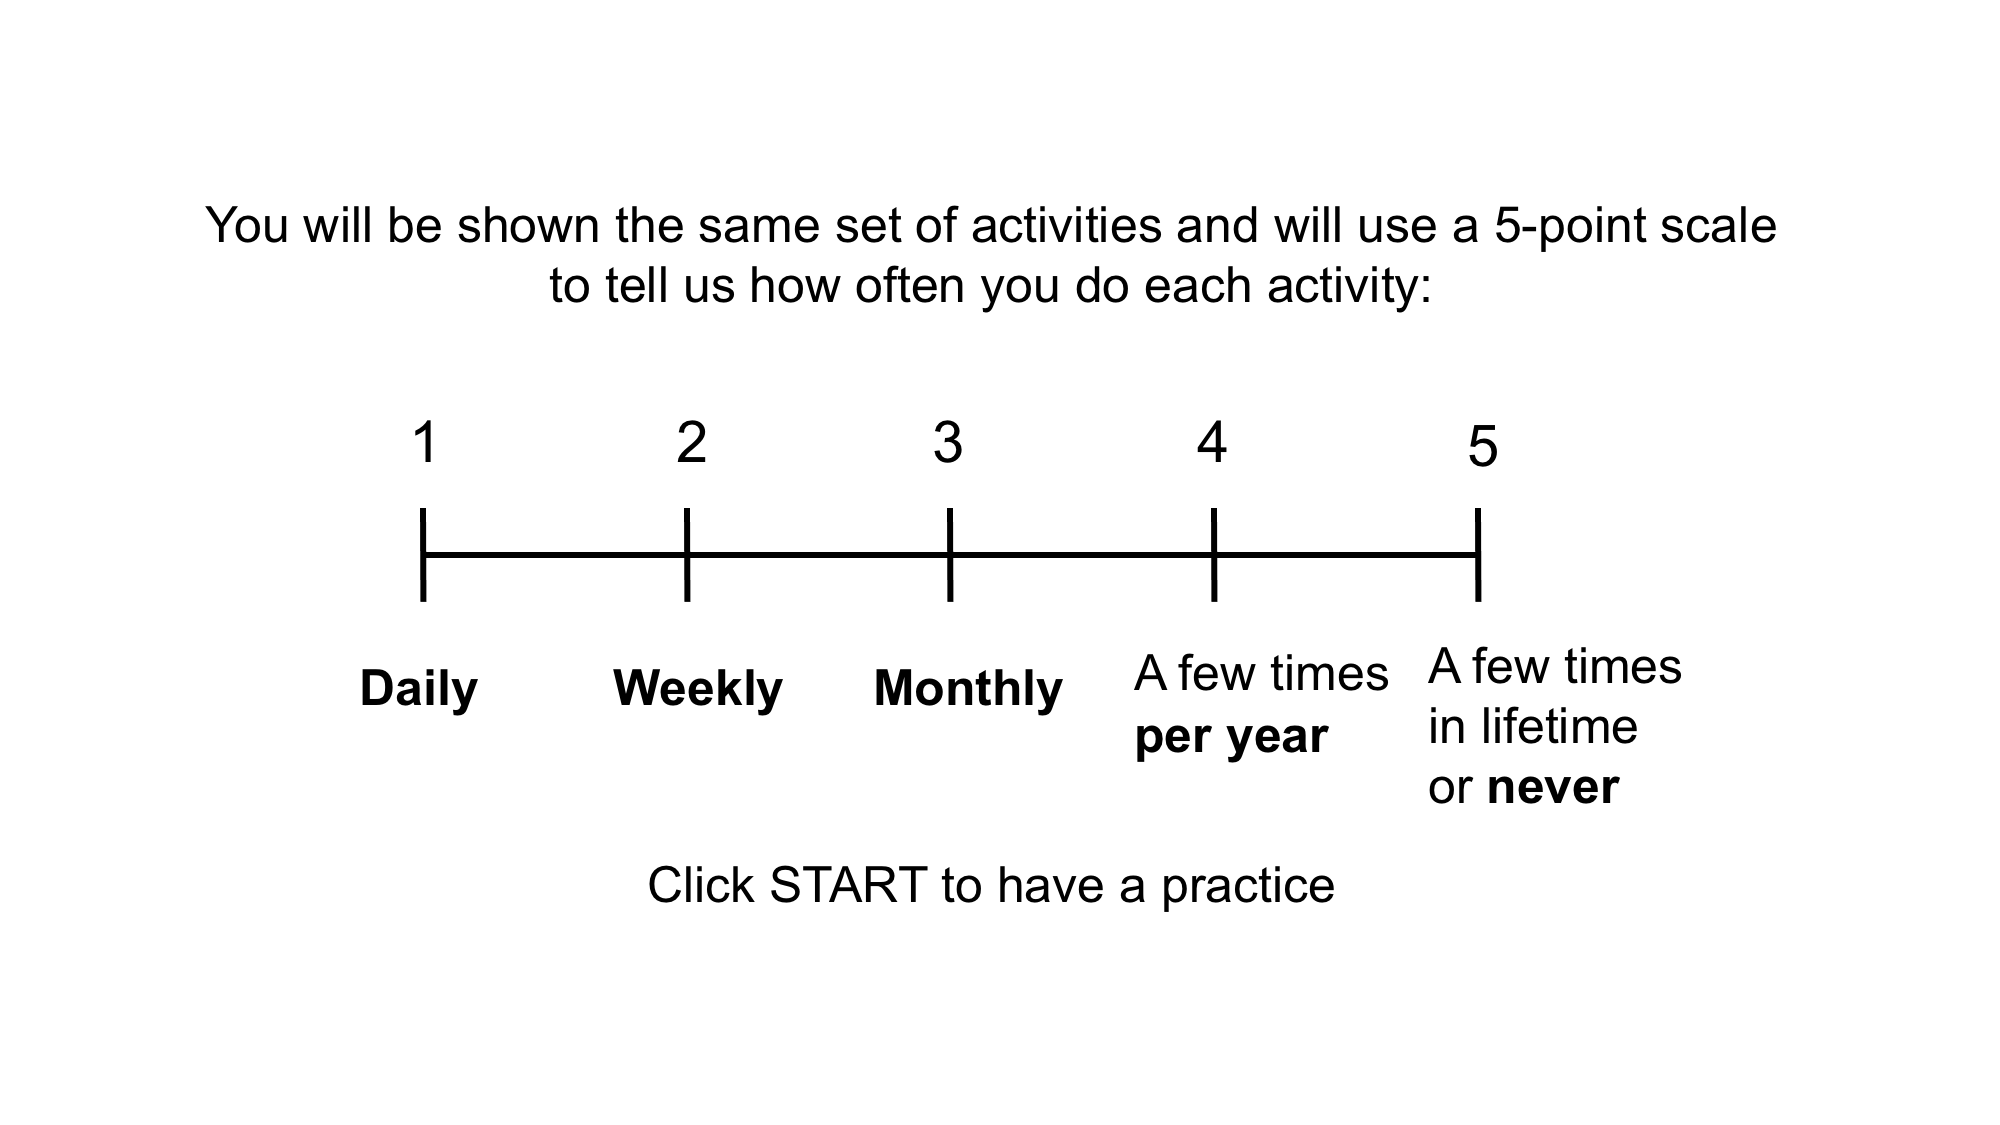 You will be shown the same set of activities and will use a 5-point scale
to tell us how often you do each activity:
1 2 3 4 5
Daily Weekly Monthly A few times per year A few times in lifetime or never
Click START to have a practice